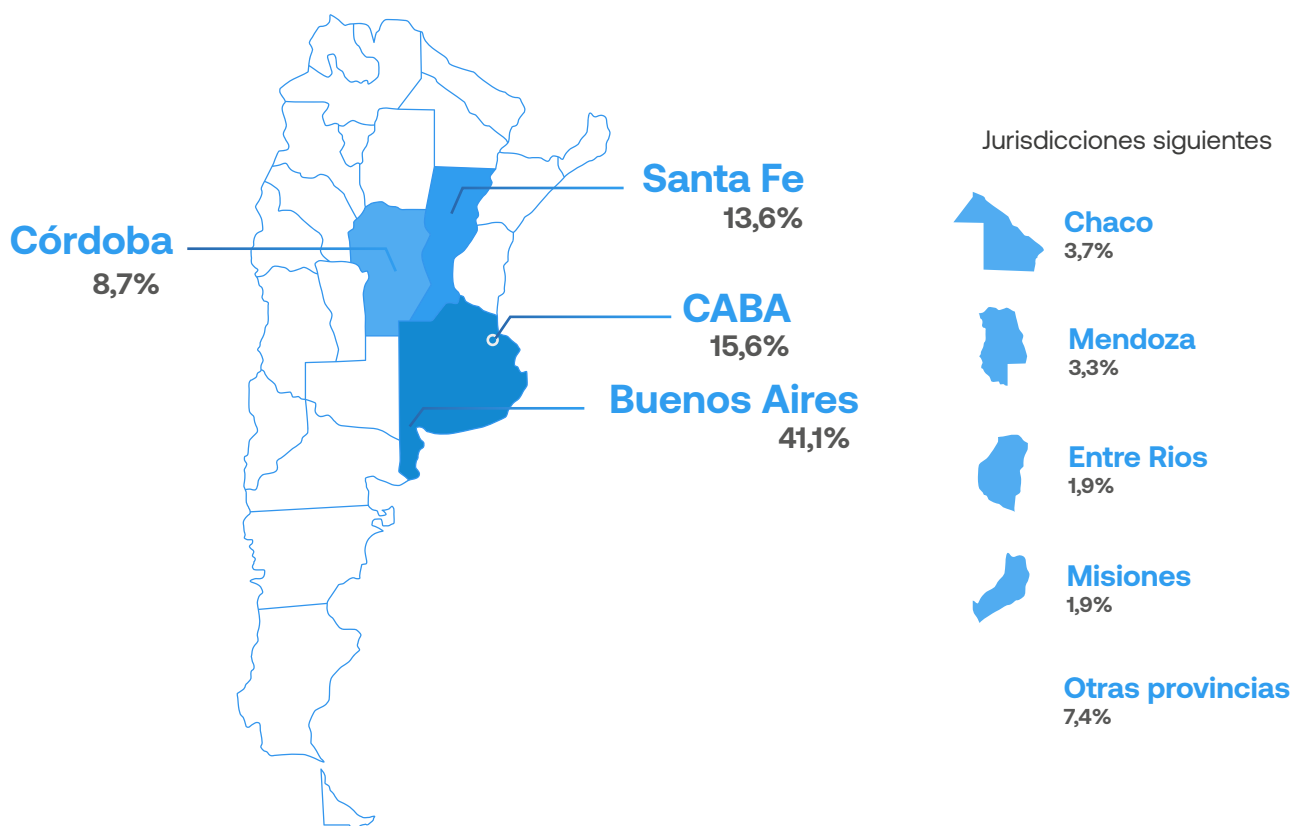 Santa Fe
13,6%
Córdoba
8,7%
CABA
15,6%
Buenos Aires
41,1%
Jurisdicciones siguientes
Chaco
3,7%
Mendoza
3,3%
Entre Rios
1,9%
Misiones
1,9%
Otras provincias
7,4%